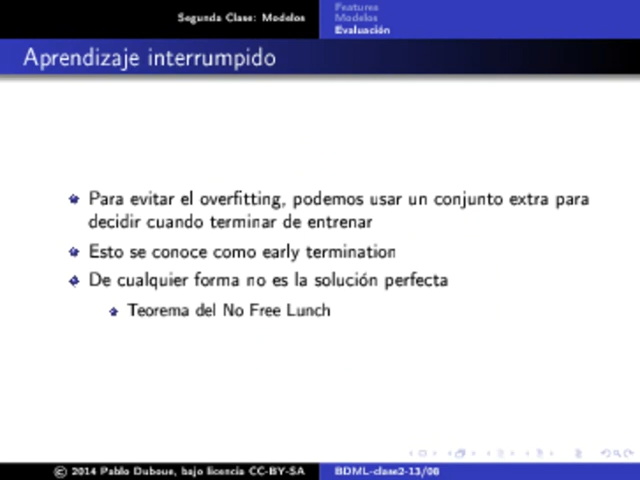 Segunda Clase: Modelos
Features
Modelos
Evaluación
Aprendizaje interrumpido
Para evitar el overfitting, podemos usar un conjunto extra para
decidir cuando terminar de entrenar
Esto se conoce como early termination
De cualquier forma no es la solución perfecta
Teorema del No Free Lunch
© 2014 Pablo Duboue, bajo licencia CC-BY-SA
BDML-clase2-13/08